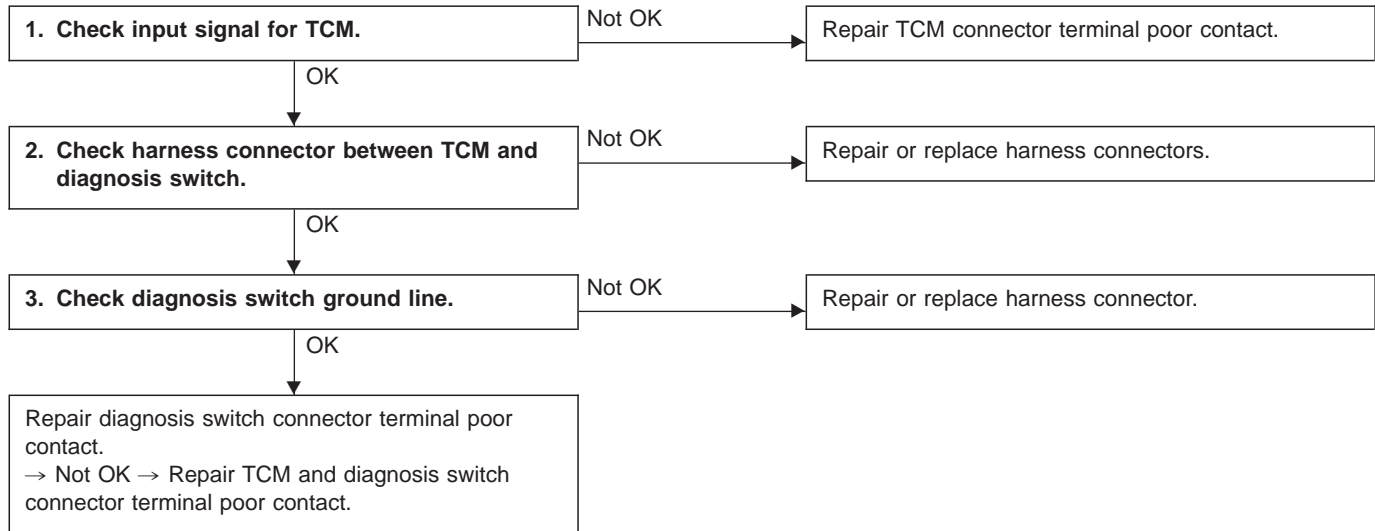 1. Check input signal for TCM.
Not OK
Repair TCM connector terminal poor contact.
OK
2. Check harness connector between TCM and
diagnosis switch.
Not OK
Repair or replace harness connectors.
OK
3. Check diagnosis switch ground line.
Not OK
Repair or replace harness connector.
OK
Repair diagnosis switch connector terminal poor
contact.
→ Not OK → Repair TCM and diagnosis switch
connector terminal poor contact.